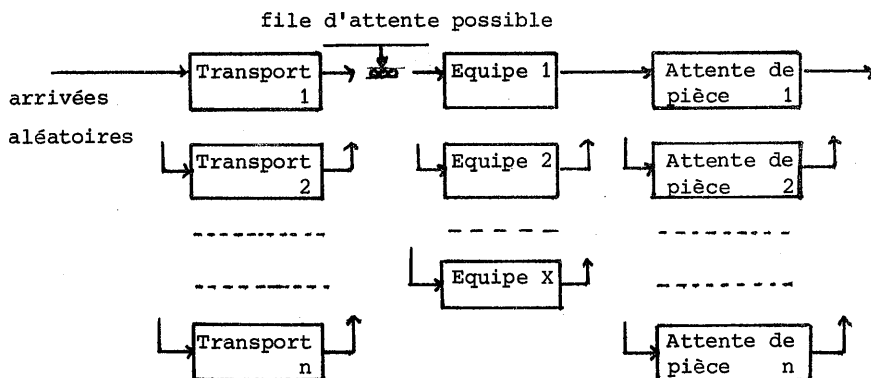 file d'attente possible
Transport
1
Equipe 1
Attente de
pièce 1
arrivées
aléatoires
Transport
2
Equipe 2
Attente de
pièce 2
Equipe X
Transport
n
Attente de
pièce n